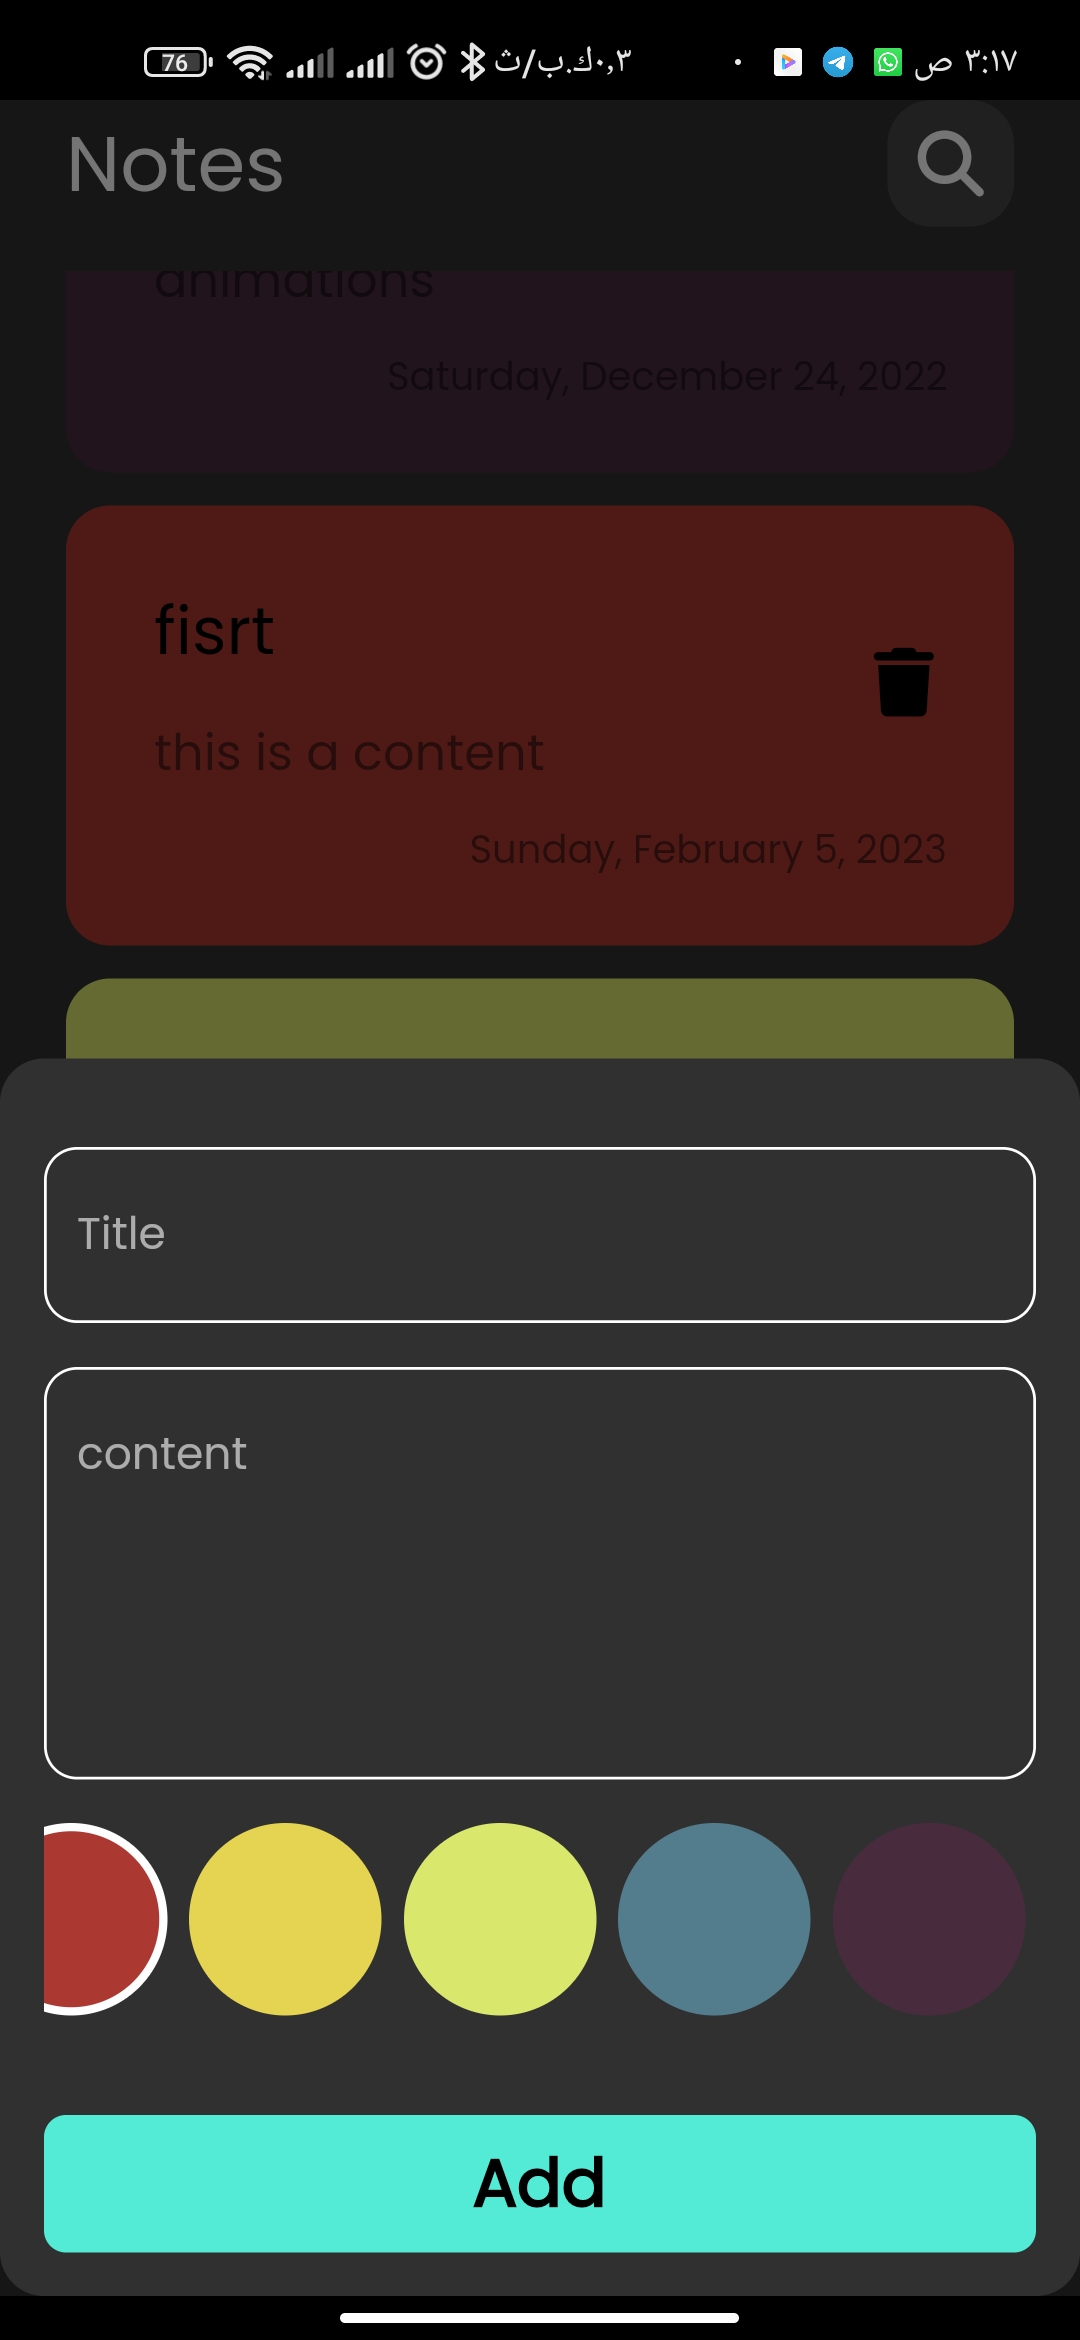 76 ٠,٣ك.ب/ث ٣:١٧ ص
Notes
animations
Saturday, December 24, 2022
fisrt
this is a content
Sunday, February 5, 2023
Title
content
Add